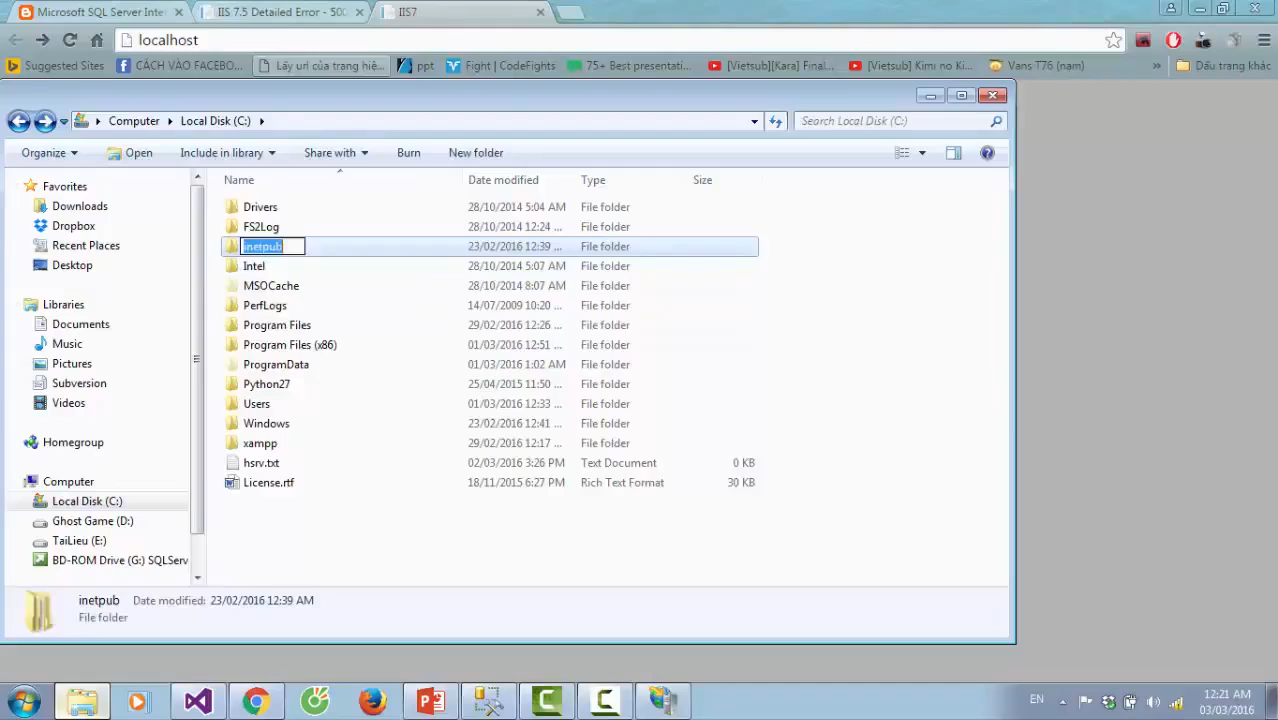 Microsoft SQL Server Inter
IIS 7.5 Detailed Error - 500
IIS7
localhost
Suggested Sites
CÁCH VÀO FACEBO...
Lấy url của trang hiê...
ppt
Fight | CodeFights
75+ Best presentati...
[Vietsub][Kara] Final...
[Vietsub] Kimi no Ki...
Vans T76 (nam)
»
Dấu trang khác
Computer
Local Disk (C:)
Search Local Disk (C:)
Organize
Open
Include in library
Share with
Burn
New folder
Name
Date modified
Type
Size
Favorites
Downloads
Dropbox
Recent Places
Desktop
Libraries
Documents
Music
Pictures
Subversion
Videos
Homegroup
Computer
Local Disk (C:)
Ghost Game (D:)
TaiLieu (E:)
BD-ROM Drive (G:) SQLServ
Drivers 28/10/2014 5:04 AM File folder
FS2Log 28/10/2014 12:24 ... File folder
inetpub 23/02/2016 12:39 ... File folder
Intel 28/10/2014 5:07 AM File folder
MSOCache 28/10/2014 8:07 AM File folder
PerfLogs 14/07/2009 10:20 ... File folder
Program Files 29/02/2016 12:26 ... File folder
Program Files (x86) 01/03/2016 12:51 ... File folder
ProgramData 01/03/2016 1:02 AM File folder
Python27 25/04/2015 11:50 ... File folder
Users 01/03/2016 12:33 ... File folder
Windows 23/02/2016 12:41 ... File folder
xampp 29/02/2016 12:17 ... File folder
hsrv.txt 02/03/2016 3:26 PM Text Document 0 KB
License.rtf 18/11/2015 6:27 PM Rich Text Format 30 KB
inetpub Date modified: 23/02/2016 12:39 AM
File folder
EN
12:21 AM
03/03/2016